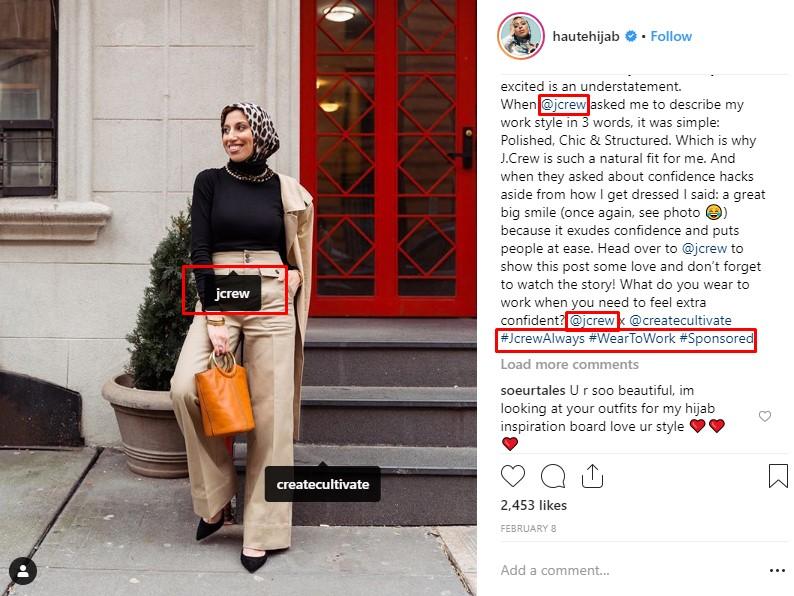 hautehijab • Follow
excited is an understatement.
When @jcrew asked me to describe my
work style in 3 words, it was simple:
Polished, Chic & Structured. Which is why
J.Crew is such a natural fit for me. And
when they asked about confidence hacks
aside from how I get dressed I said: a great
big smile (once again, see photo 😂)
because it exudes confidence and puts
people at ease. Head over to @jcrew to
show this post some love and don’t forget
to watch the story! What do you wear to
work when you need to feel extra
confident? @jcrew x @createcultivate
#JcrewAlways #WearToWork #Sponsored
Load more comments
soeurtales U r soo beautiful, im
looking at your outfits for my hijab
inspiration board love ur style ❤️❤️
❤️
2,453 likes
FEBRUARY 8
Add a comment...
jcrew
createcultivate